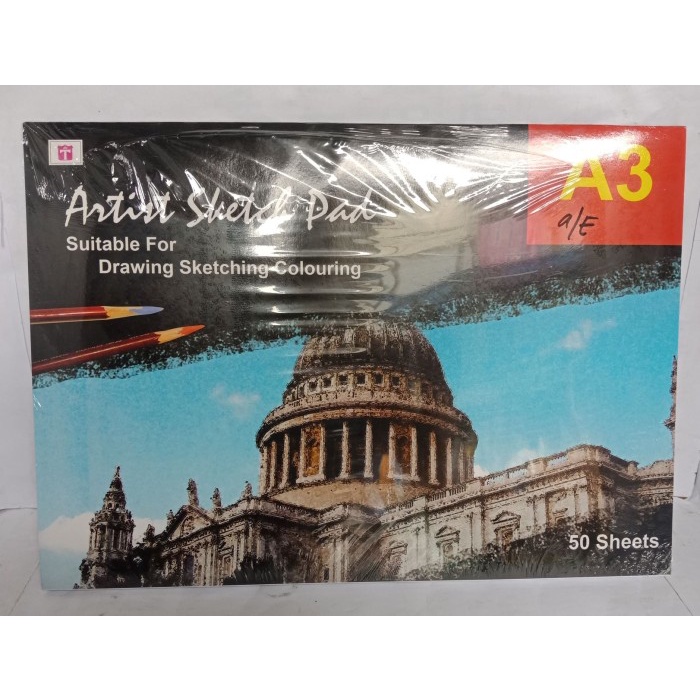 Artist Sketch Pad
Suitable For
Drawing Sketching Colouring
A3
a/E
50 Sheets